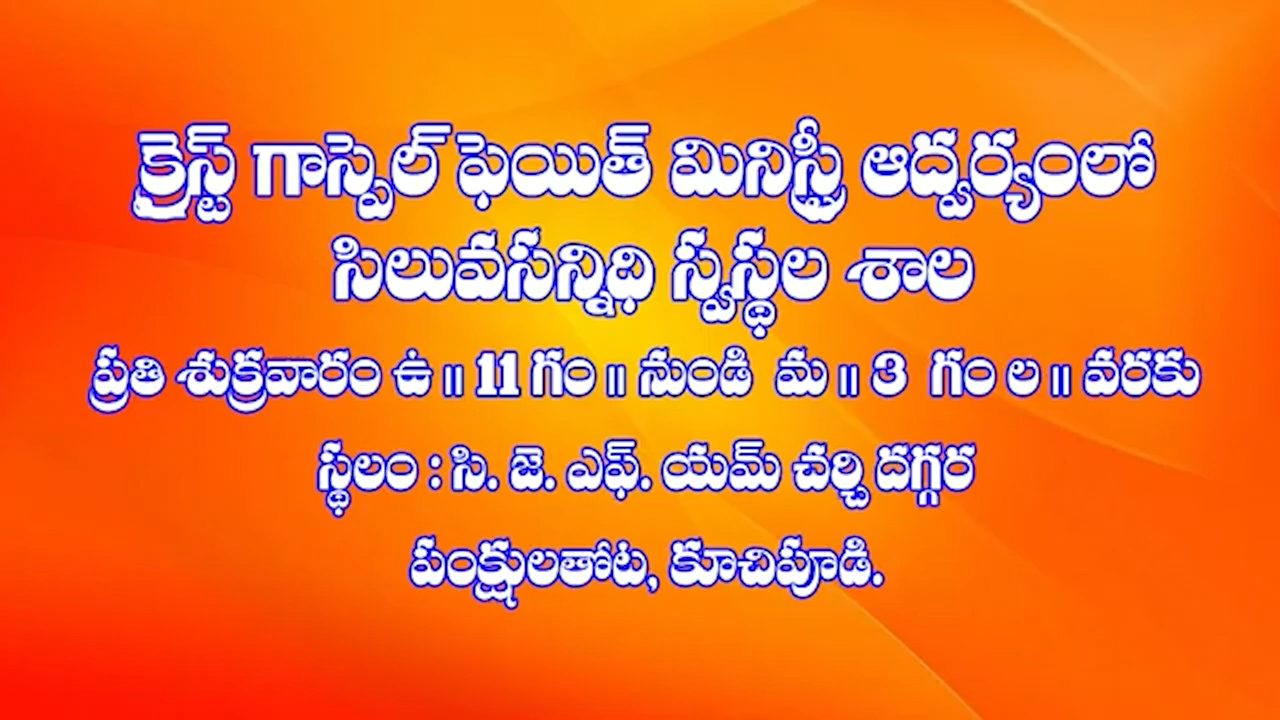 క్రైస్ట్ గాస్పెల్ ఫెయిత్ మినిస్ట్రీ ఆద్వర్యంలో
సిలువసన్నిధి స్వస్థల శాల
ప్రతి శుక్రవారం ఉ॥ 11 గం॥ నుండి మ॥ 3 గం ల॥ వరకు
స్థలం : సి. జె. ఎఫ్. యమ్ చర్చి దగ్గర
పంక్షులతోట, కూచిపూడి.